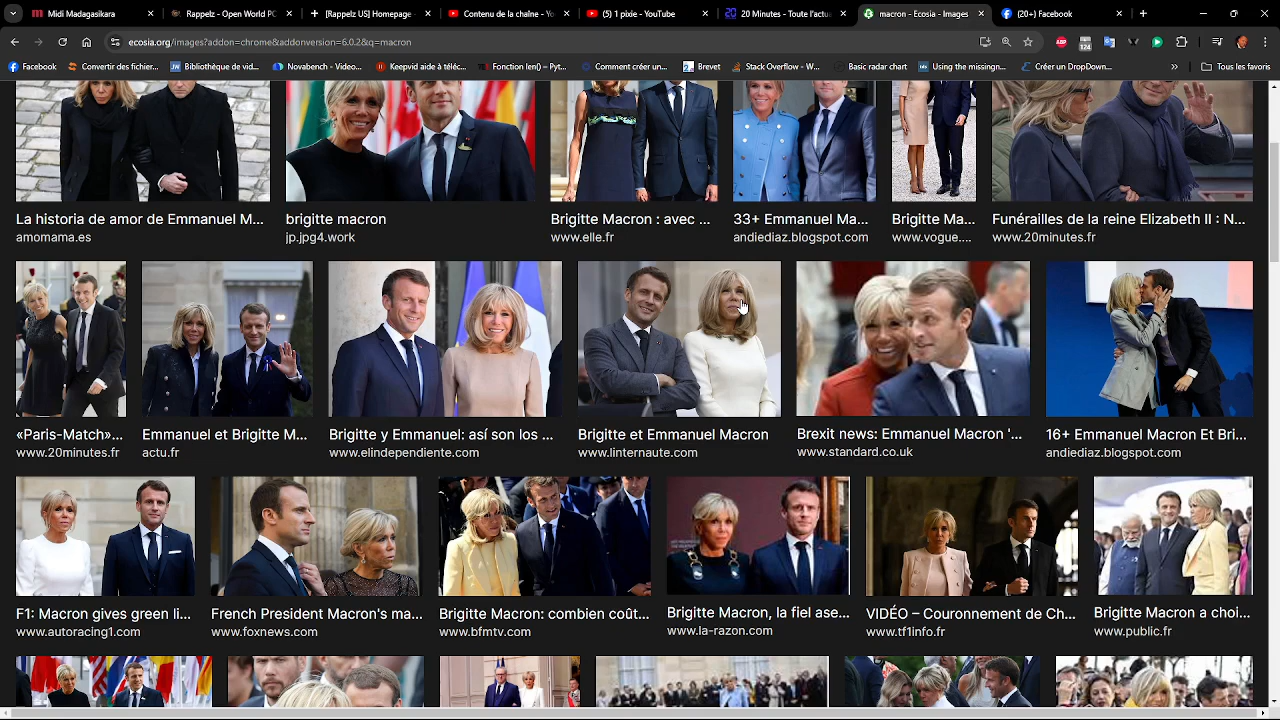 Midi Madagasikara
Rappelz - Open World PC
[Rappelz US] Homepage -
Contenu de la chaîne - Yo
(5) 1 pixie - YouTube
20 Minutes - Toute l'actua
macron - Ecosia - Images
(20+) Facebook
ecosia.org/images?addon=chrome&addonversion=6.0.2&q=macron
124
Facebook
Convertir des fichier...
Bibliothèque de vid...
Novabench - Video...
Keepvid aide à téléc...
Fonction len() – Pyt...
Comment créer un...
Brevet
Stack Overflow - W...
Basic radar chart
Using the missingn...
Créer un DropDown...
»
Tous les favoris
La historia de amor de Emmanuel M...
amomama.es
brigitte macron
jp.jpg4.work
Brigitte Macron : avec ...
www.elle.fr
33+ Emmanuel Ma...
andiediaz.blogspot.com
Brigitte Ma...
www.vogue....
Funérailles de la reine Elizabeth II : N...
www.20minutes.fr
«Paris-Match»...
www.20minutes.fr
Emmanuel et Brigitte M...
actu.fr
Brigitte y Emmanuel: así son los ...
www.elindependiente.com
Brigitte et Emmanuel Macron
www.linternaute.com
Brexit news: Emmanuel Macron '...
www.standard.co.uk
16+ Emmanuel Macron Et Bri...
andiediaz.blogspot.com
F1: Macron gives green li...
www.autoracing1.com
French President Macron's ma...
www.foxnews.com
Brigitte Macron: combien coût...
www.bfmtv.com
Brigitte Macron, la fiel ase...
www.la-razon.com
VIDÉO – Couronnement de Ch...
www.tf1info.fr
Brigitte Macron a choi...
www.public.fr